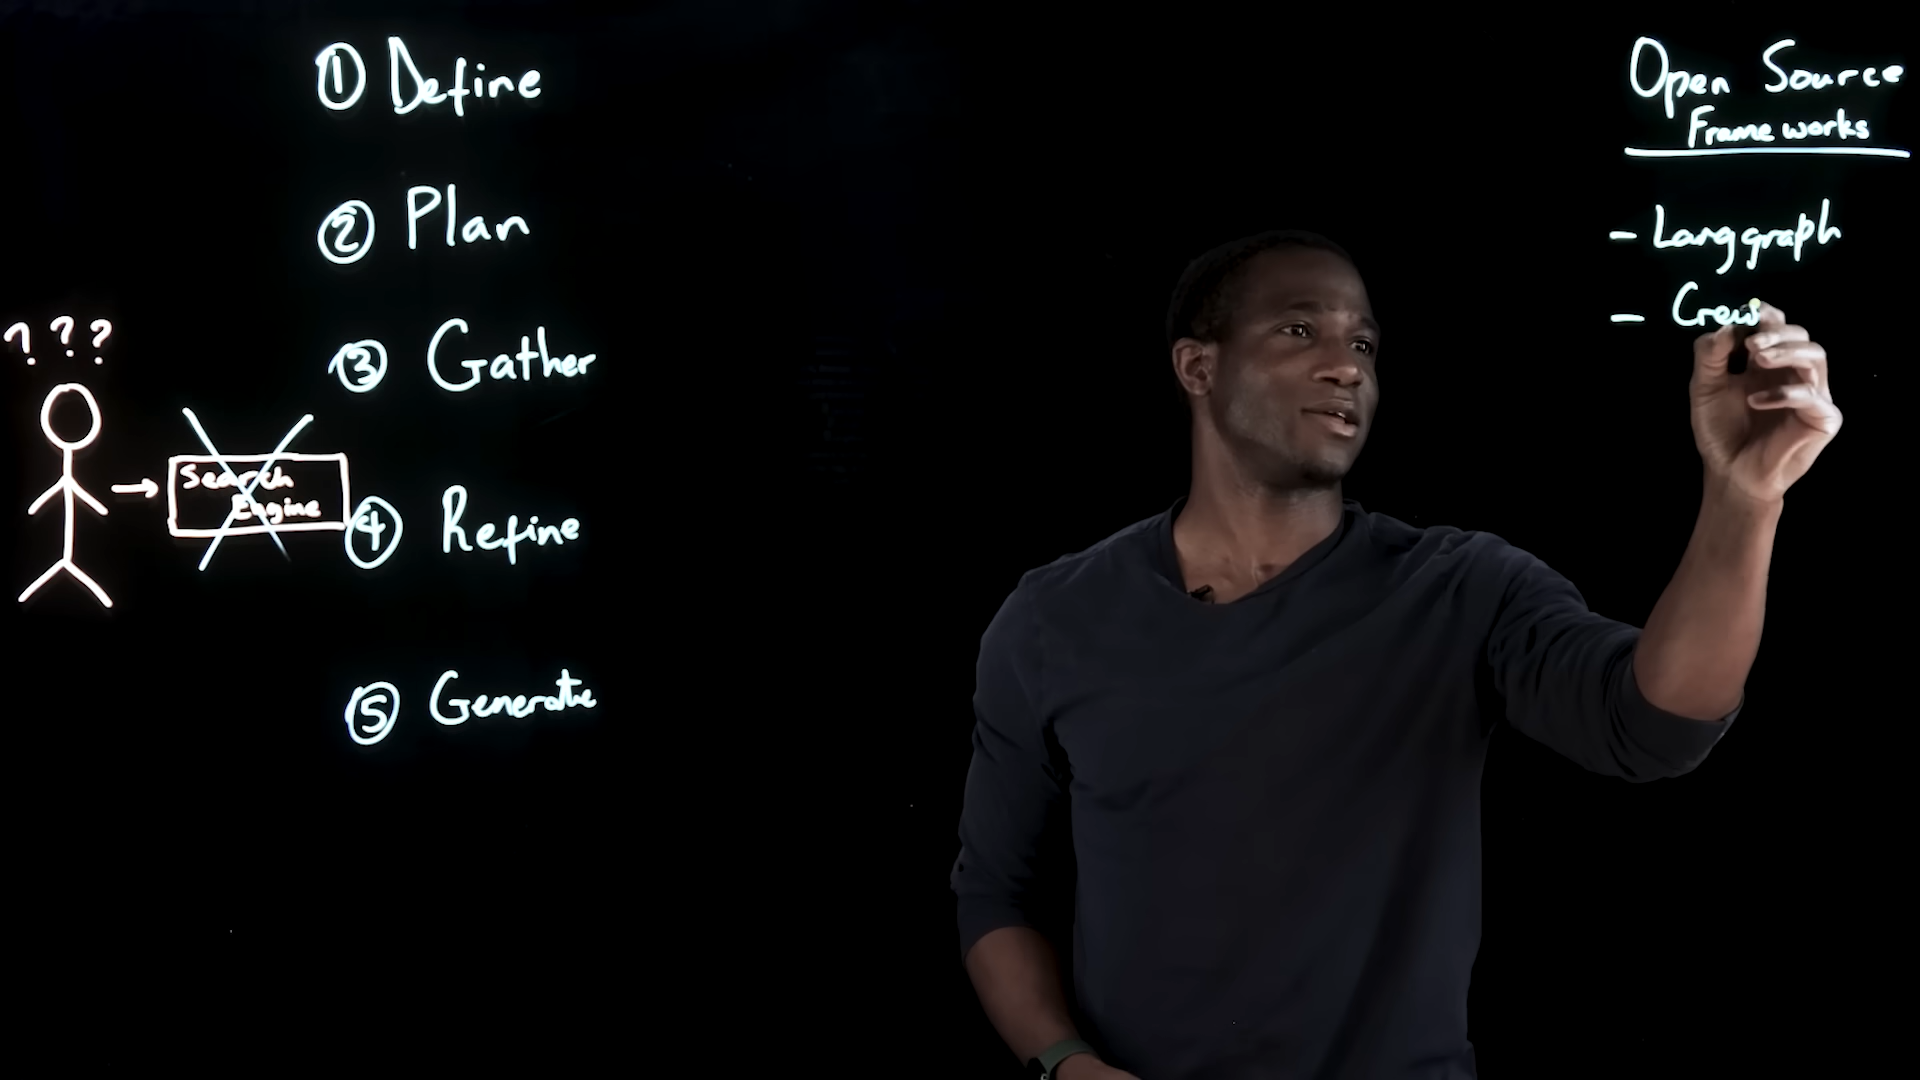 ① Define
② Plan
③ Gather
④ Refine
⑤ Generate
? ? ?
Search
Engine
Open Source
Frameworks
- Langgraph
- Crew